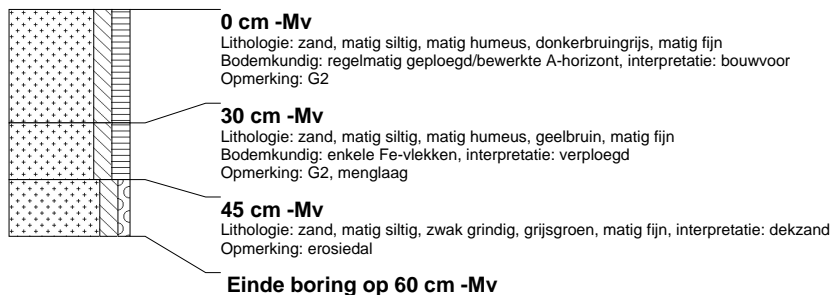 0 cm -Mv
Lithologie: zand, matig siltig, matig humeus, donkerbruingrijs, matig fijn
Bodemkundig: regelmatig geploegd/bewerkte A-horizont, interpretatie: bouwvoor
Opmerking: G2
30 cm -Mv
Lithologie: zand, matig siltig, matig humeus, geelbruin, matig fijn
Bodemkundig: enkele Fe-vlekken, interpretatie: verploegd
Opmerking: G2, menglaag
45 cm -Mv
Lithologie: zand, matig siltig, zwak grindig, grijsgroen, matig fijn, interpretatie: dekzand
Opmerking: erosiedal
Einde boring op 60 cm -Mv